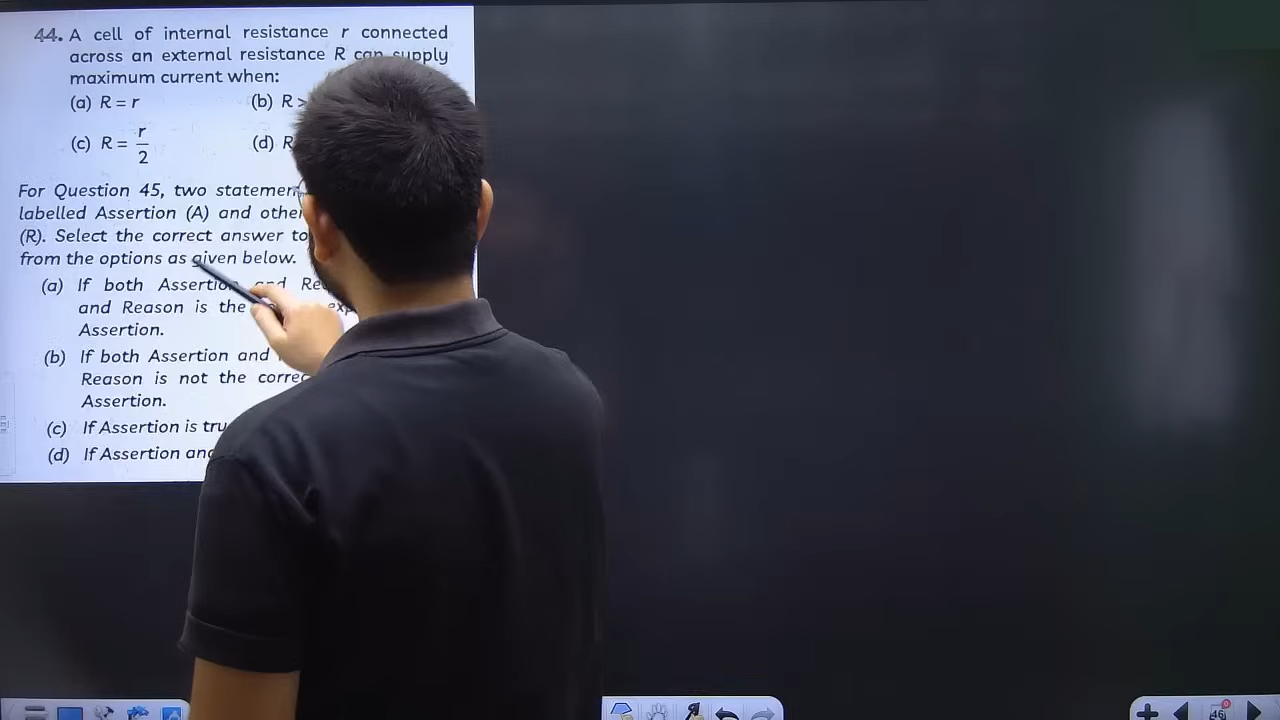 44. A cell of internal resistance r connected
across an external resistance R can supply
maximum current when:
(a) R = r (b) R >
(c) R = r/2 (d) R
For Question 45, two statemen
labelled Assertion (A) and other
(R). Select the correct answer to
from the options as given below.
(a) If both Assertion and Rea
and Reason is the exp
Assertion.
(b) If both Assertion and
Reason is not the correc
Assertion.
(c) If Assertion is tru
(d) If Assertion and
46